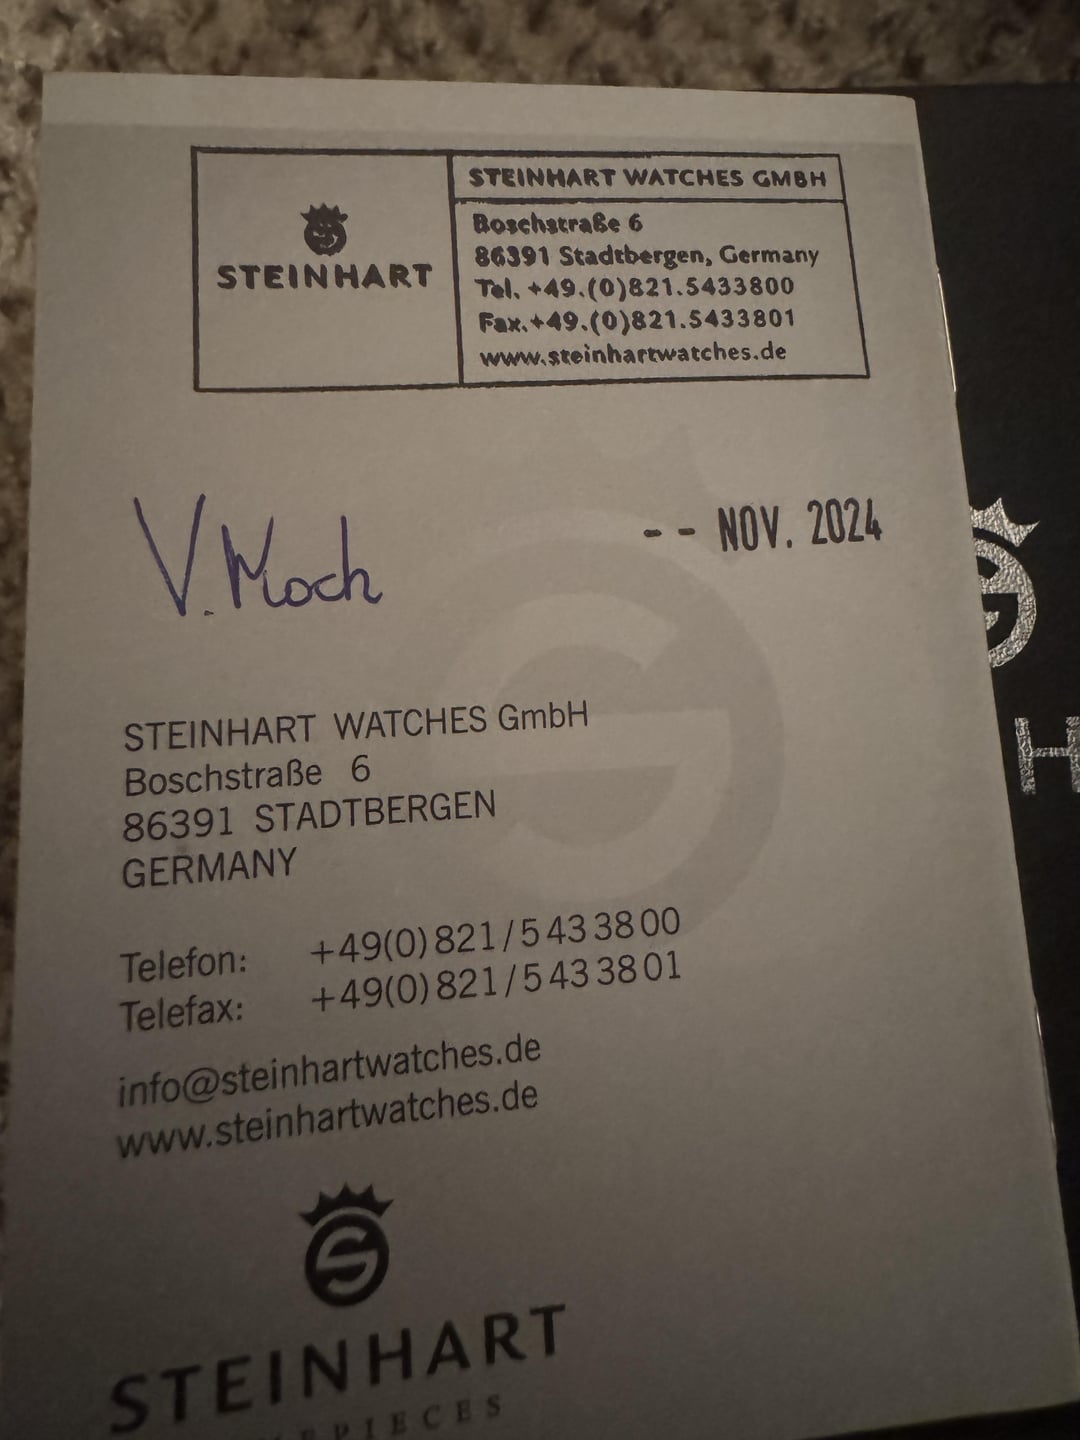 STEINHART
STEINHART WATCHES GMBH
Boschstraße 6
86391 Stadtbergen, Germany
Tel. +49.(0)821.5433800
Fax.+49.(0)821.5433801
www.steinhartwatches.de
V. Moch
-- NOV. 2024
STEINHART WATCHES GmbH
Boschstraße 6
86391 STADTBERGEN
GERMANY
Telefon: +49(0)821/5433800
Telefax: +49(0)821/5433801
info@steinhartwatches.de
www.steinhartwatches.de
STEINHART
H